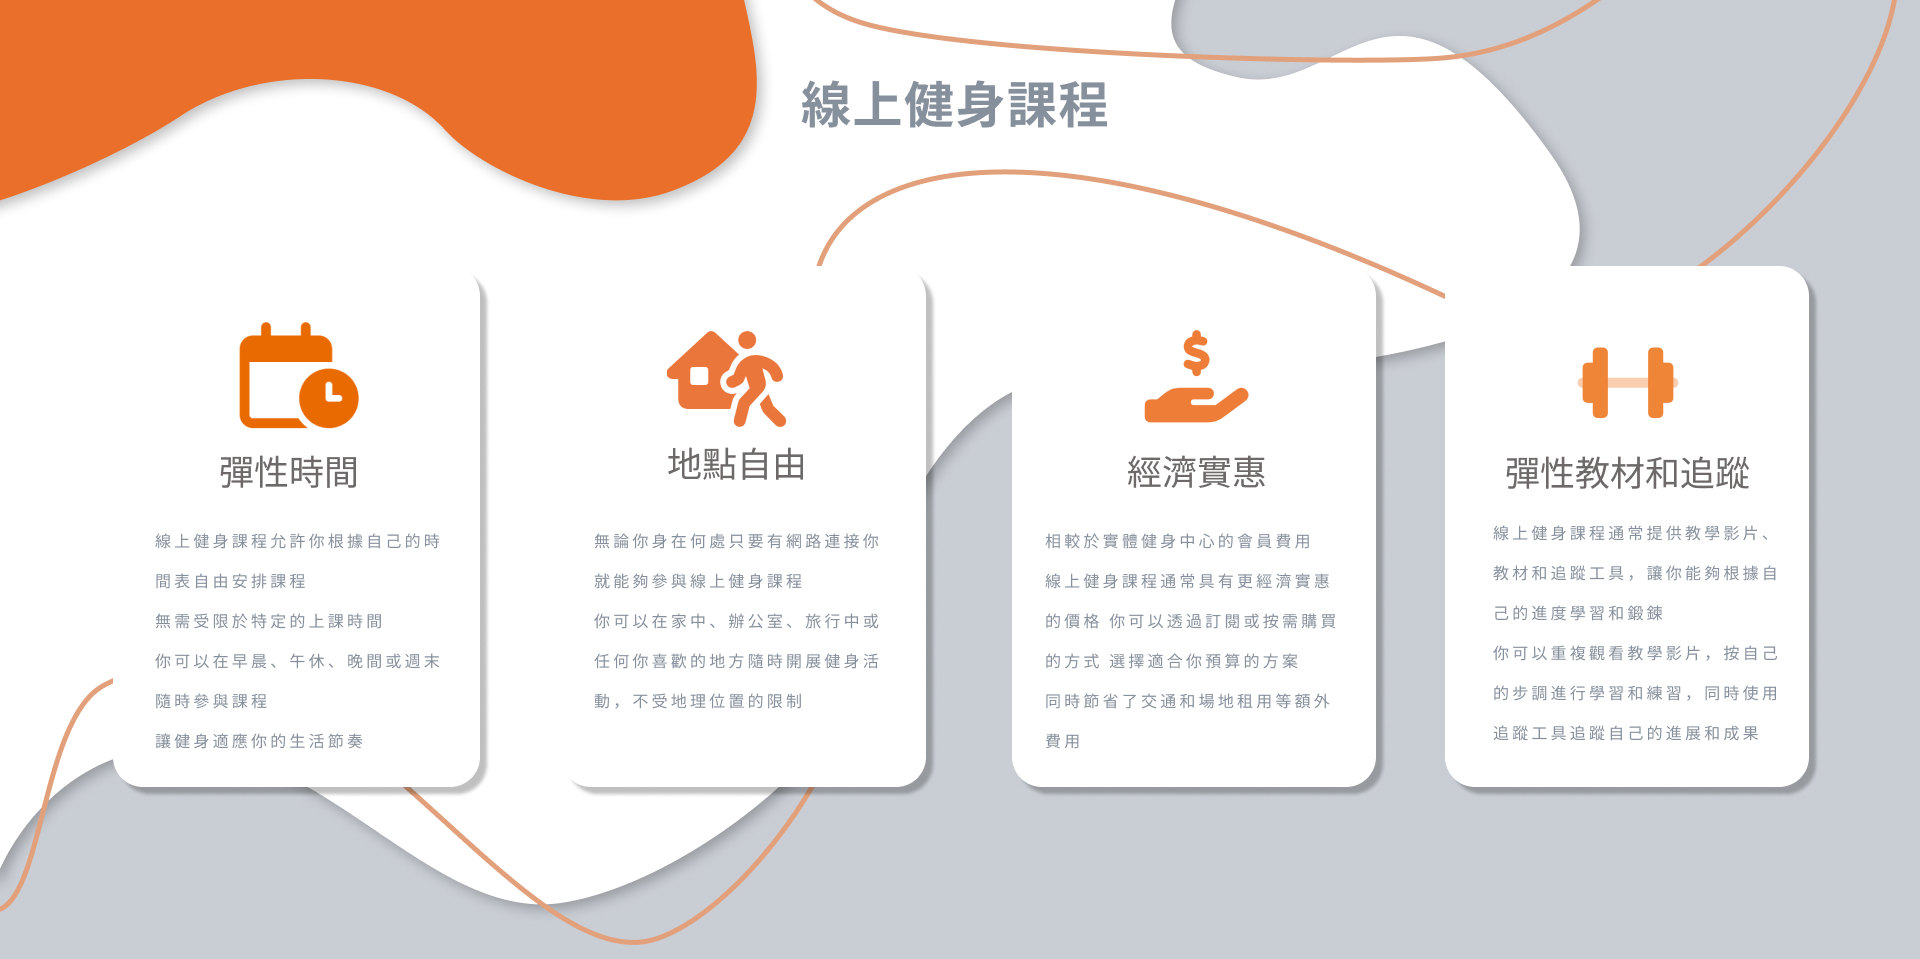 線上健身課程
彈性時間
線上健身課程允許你根據自己的時
間表自由安排課程
無需受限於特定的上課時間
你可以在早晨、午休、晚間或週末
隨時參與課程
讓健身適應你的生活節奏
地點自由
無論你身在何處只要有網路連接你
就能夠參與線上健身課程
你可以在家中、辦公室、旅行中或
任何你喜歡的地方隨時開展健身活
動，不受地理位置的限制
經濟實惠
相較於實體健身中心的會員費用
線上健身課程通常具有更經濟實惠
的價格 你可以透過訂閱或按需購買
的方式 選擇適合你預算的方案
同時節省了交通和場地租用等額外
費用
彈性教材和追蹤
線上健身課程通常提供教學影片、
教材和追蹤工具，讓你能夠根據自
己的進度學習和鍛鍊
你可以重複觀看教學影片，按自己
的步調進行學習和練習，同時使用
追蹤工具追蹤自己的進展和成果